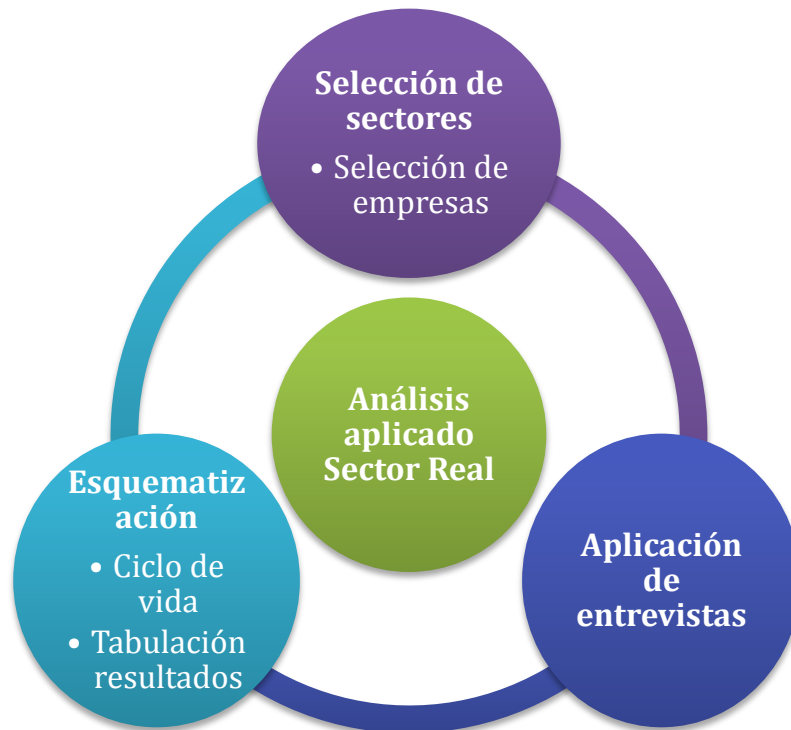 Selección de
sectores
• Selección de
empresas
Análisis
aplicado
Sector Real
Esquematiz
ación
• Ciclo de
vida
• Tabulación
resultados
Aplicación
de
entrevistas